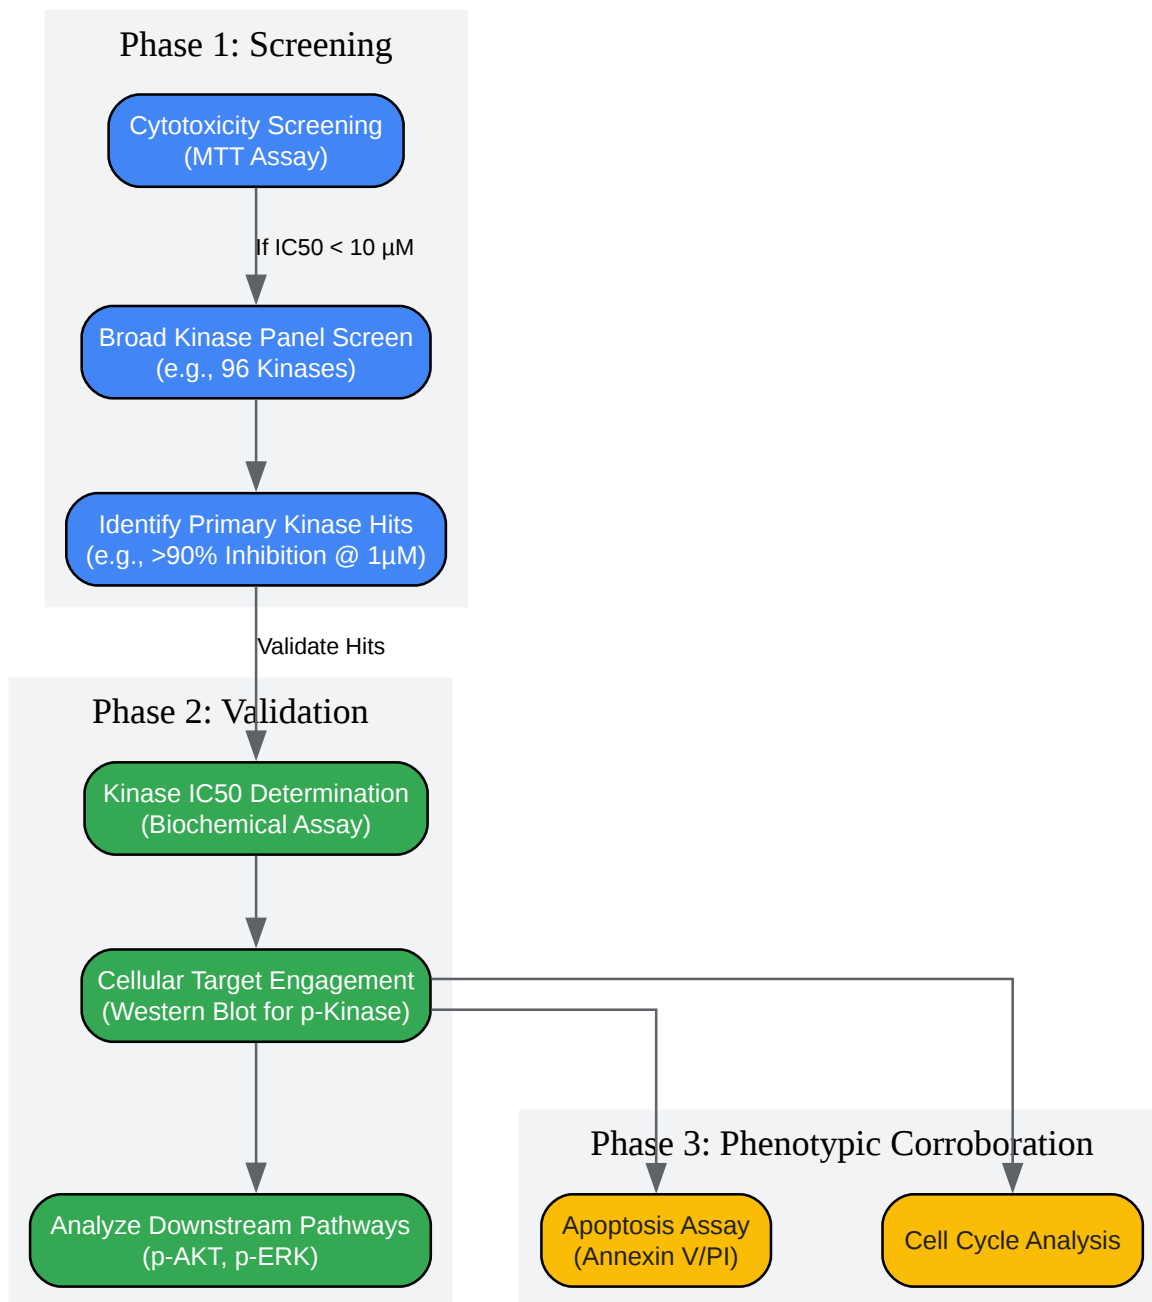 Phase 1: Screening
Cytotoxicity Screening
(MTT Assay)
If IC50 < 10 µM
Broad Kinase Panel Screen
(e.g., 96 Kinases)
Identify Primary Kinase Hits
(e.g., >90% Inhibition @ 1µM)
Validate Hits
Phase 2: Validation
Kinase IC50 Determination
(Biochemical Assay)
Cellular Target Engagement
(Western Blot for p-Kinase)
Analyze Downstream Pathways
(p-AKT, p-ERK)
Phase 3: Phenotypic Corroboration
Apoptosis Assay
(Annexin V/PI)
Cell Cycle Analysis